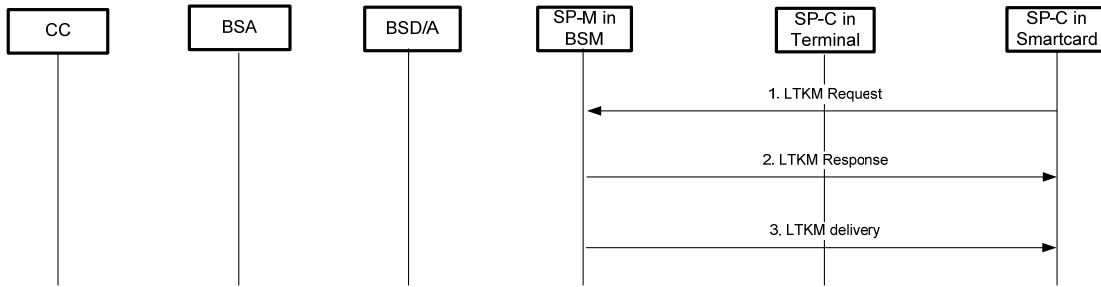 CC
BSA
BSD/A
SP-M in
BSM
SP-C in
Terminal
SP-C in
Smartcard
1. LTKM Request
2. LTKM Response
3. LTKM delivery